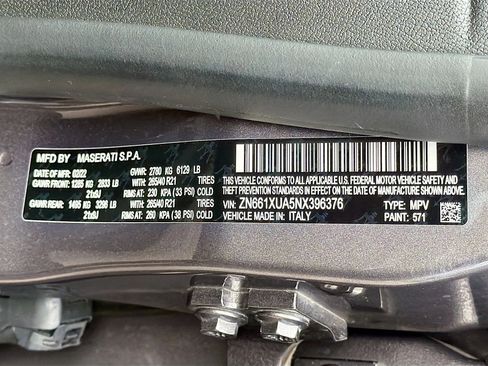 MFD BY MASERATI S.P.A.
DATE OF MFR: 02/22 GVWR: 2780 KG 6129 LB
GAWR FRONT: 1285 KG 2833 LB WITH 265/40 R21 TIRES
21x9J RIMS AT: 230 KPA (33 PSI) COLD
GAWR REAR: 1495 KG 3296 LB WITH 265/40 R21 TIRES
21x9J RIMS AT: 260 KPA (38 PSI) COLD
THIS VEHICLE CONFORMS TO ALL APPLICABLE
U.S. FEDERAL MOTOR VEHICLE SAFETY AND
THEFT PREVENTION STANDARDS IN EFFECT ON THE
DATE OF MANUFACTURE SHOWN ABOVE.
VIN: ZN661XUA5NX396376 TYPE: MPV
MADE IN: ITALY PAINT: 571